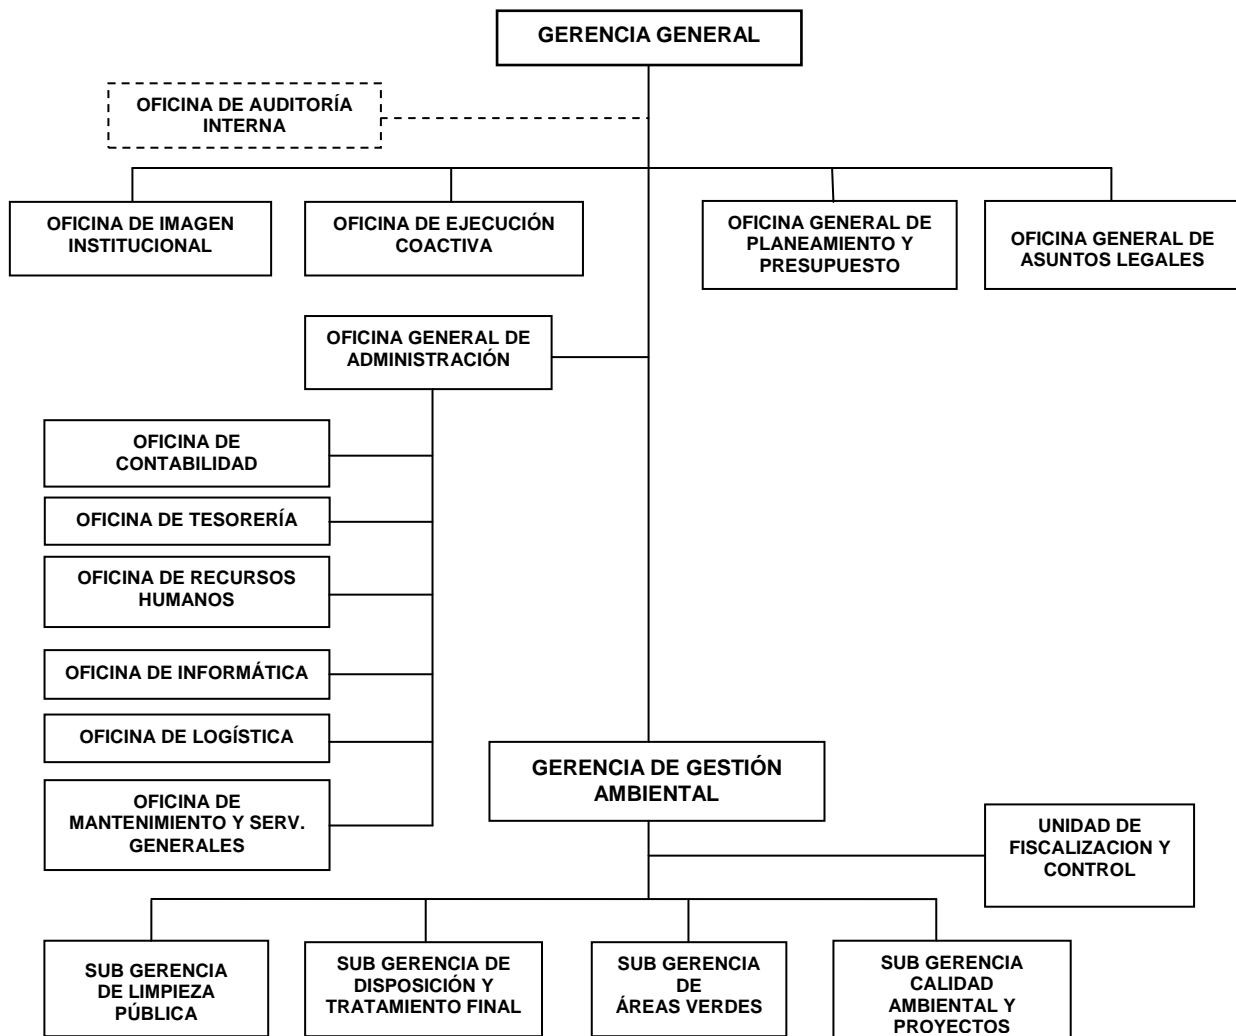 GERENCIA GENERAL
OFICINA DE AUDITORÍA
INTERNA
OFICINA DE IMAGEN
INSTITUCIONAL
OFICINA DE EJECUCIÓN
COACTIVA
OFICINA GENERAL DE
PLANEAMIENTO Y
PRESUPUESTO
OFICINA GENERAL DE
ASUNTOS LEGALES
OFICINA GENERAL DE
ADMINISTRACIÓN
OFICINA DE
CONTABILIDAD
OFICINA DE TESORERÍA
OFICINA DE RECURSOS
HUMANOS
OFICINA DE INFORMÁTICA
OFICINA DE LOGÍSTICA
OFICINA DE
MANTENIMIENTO Y SERV.
GENERALES
GERENCIA DE GESTIÓN
AMBIENTAL
UNIDAD DE
FISCALIZACION Y
CONTROL
SUB GERENCIA
DE LIMPIEZA
PÚBLICA
SUB GERENCIA DE
DISPOSICIÓN Y
TRATAMIENTO FINAL
SUB GERENCIA
DE
ÁREAS VERDES
SUB GERENCIA
CALIDAD
AMBIENTAL Y
PROYECTOS